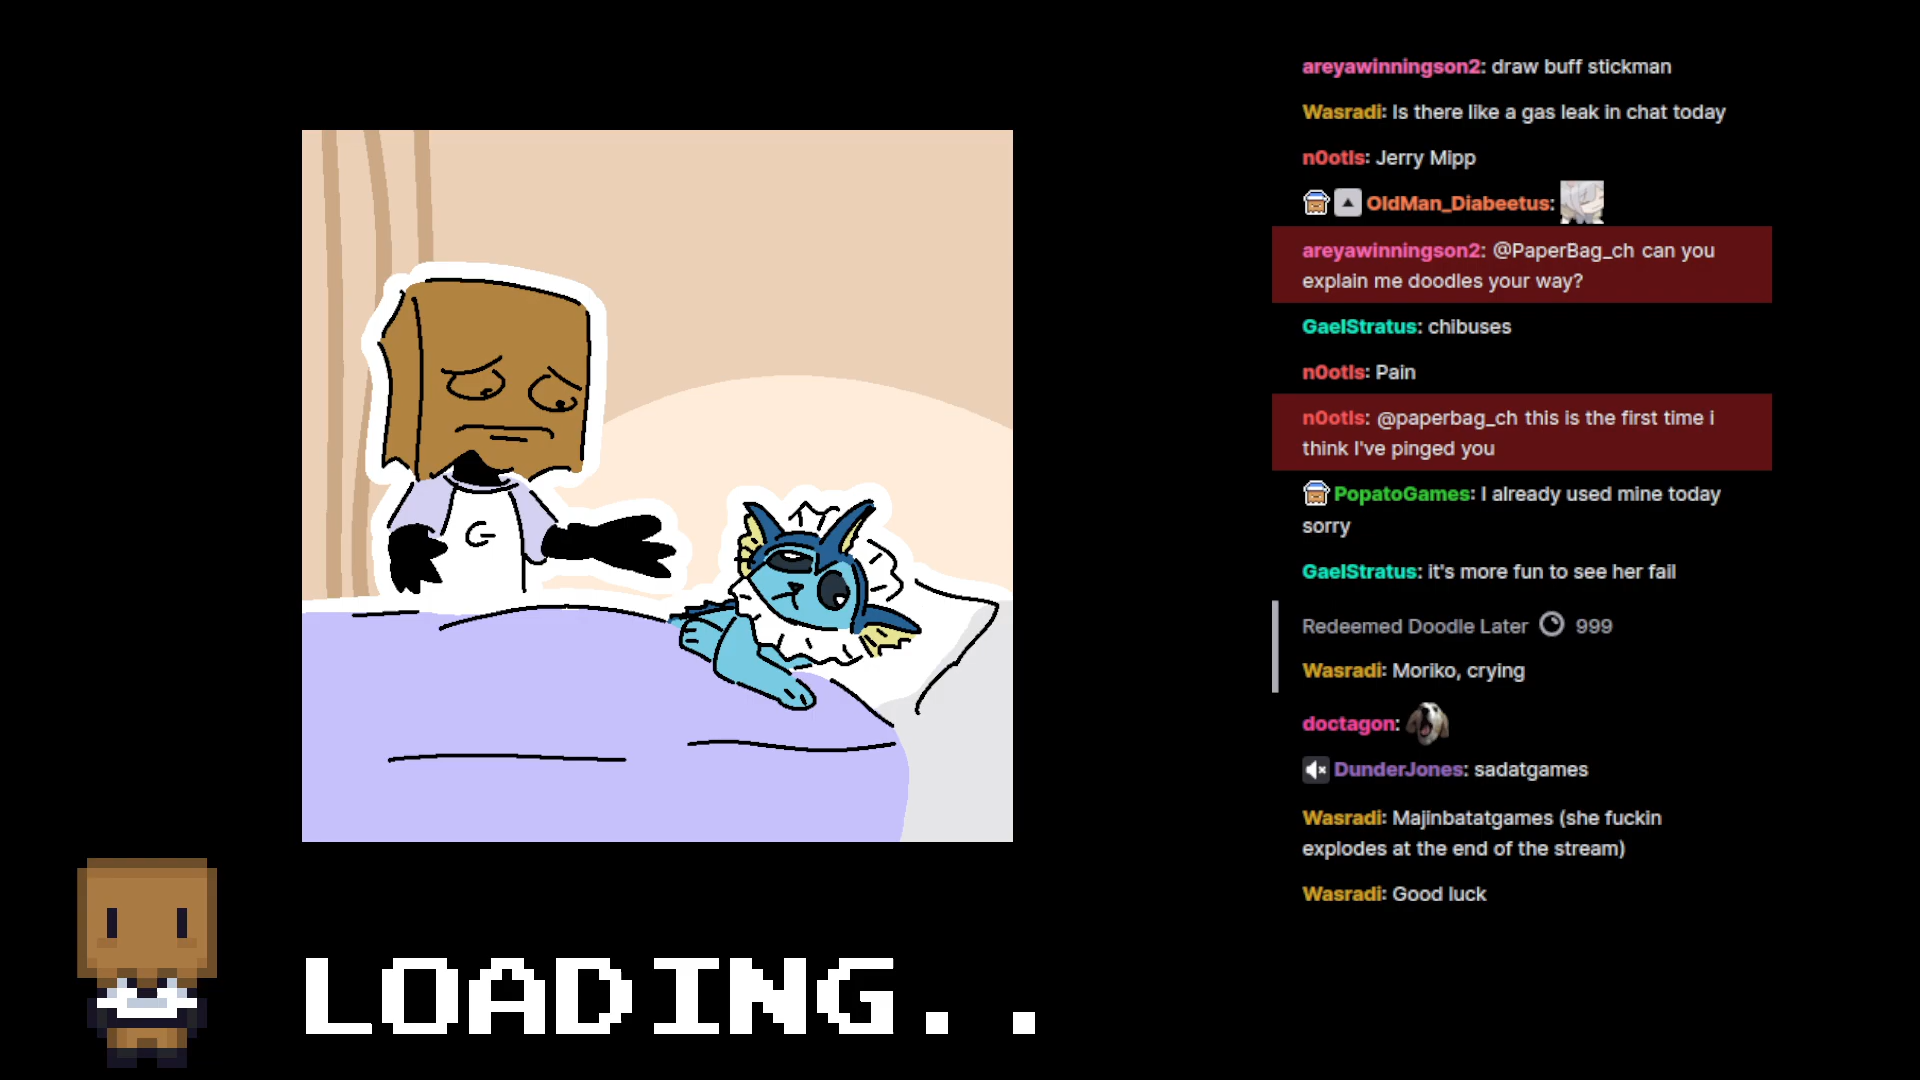 areyawinningson2: draw buff stickman
Wasradi: Is there like a gas leak in chat today
n0otls: Jerry Mipp
OldMan_Diabeetus:
areyawinningson2: @PaperBag_ch can you
explain me doodles your way?
GaelStratus: chibuses
n0otls: Pain
n0otls: @paperbag_ch this is the first time i
think I've pinged you
PopatoGames: I already used mine today
sorry
GaelStratus: it's more fun to see her fail
Redeemed Doodle Later 999
Wasradi: Moriko, crying
doctagon:
DunderJones: sadatgames
Wasradi: Majinbatatgames (she fuckin
explodes at the end of the stream)
Wasradi: Good luck
G
LOADING..